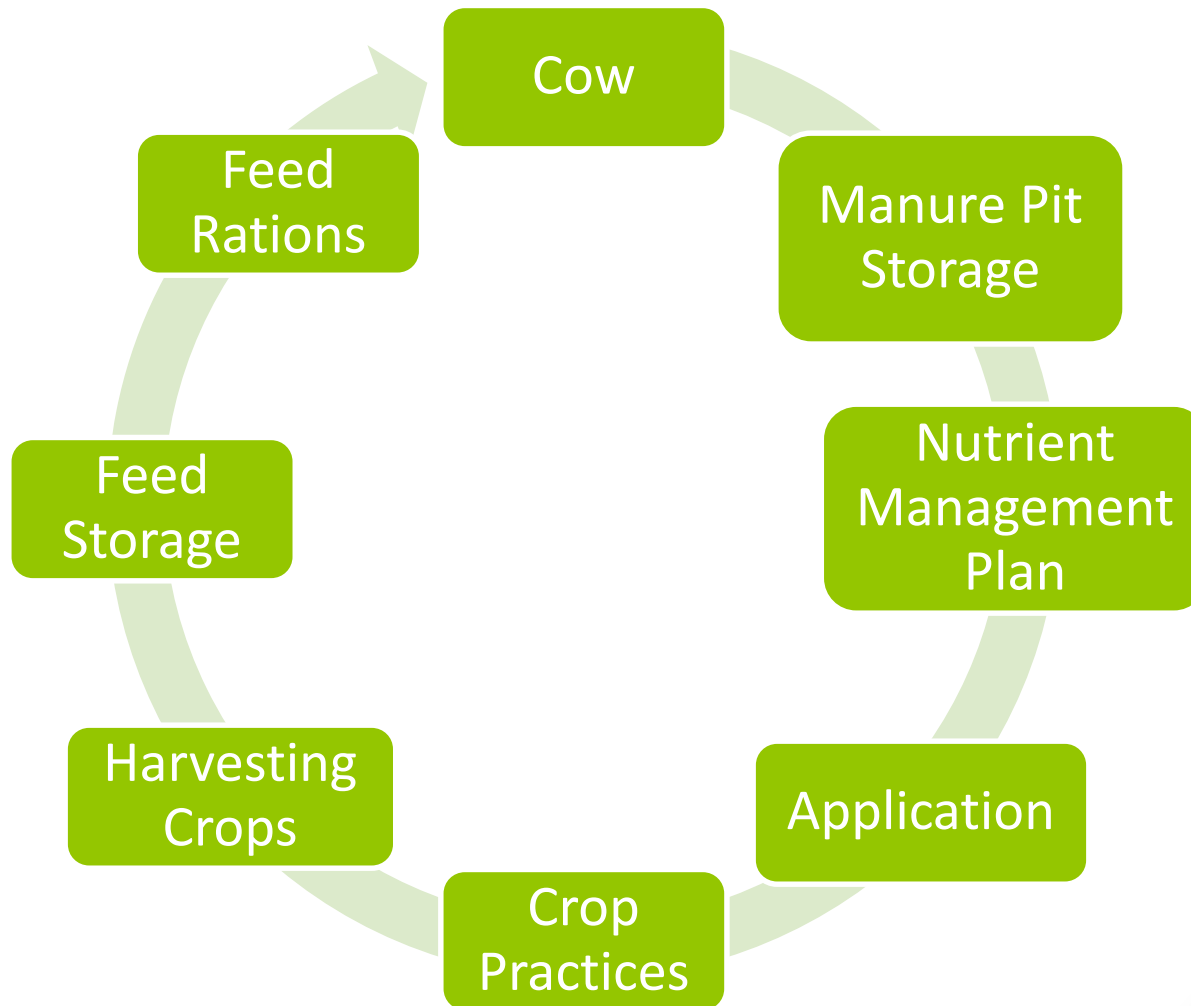 Cow
Manure Pit
Storage
Nutrient
Management
Plan
Application
Crop
Practices
Harvesting
Crops
Feed
Storage
Feed
Rations